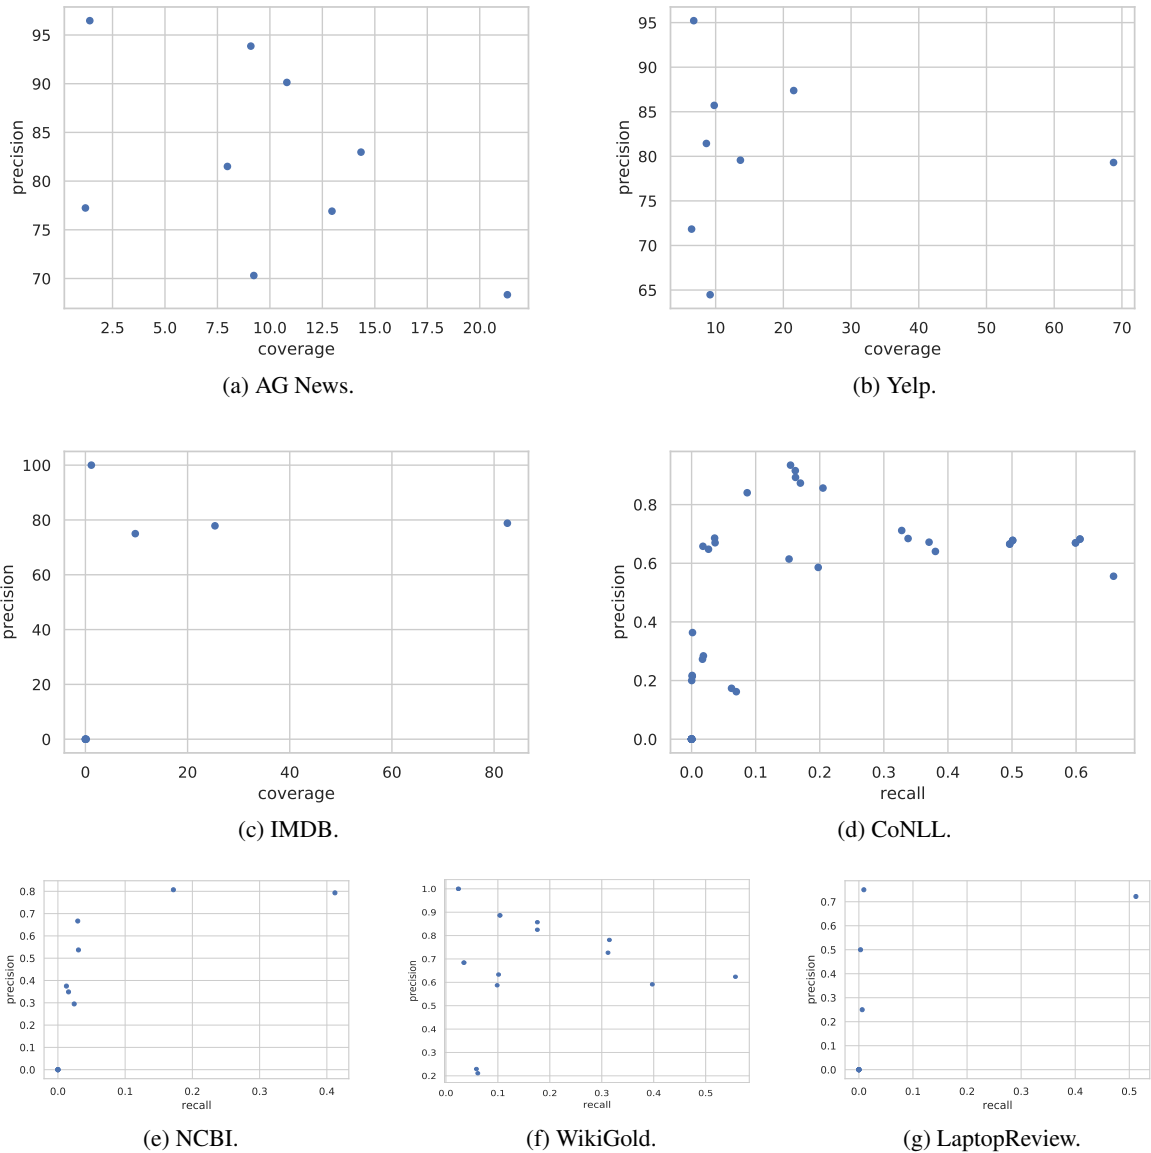 95
90
85
80
75
70
precision
2.5 5.0 7.5 10.0 12.5 15.0 17.5 20.0
coverage
(a) AG News.
95
90
85
80
75
70
65
precision
10 20 30 40 50 60 70
coverage
(b) Yelp.
100
80
60
40
20
0
precision
0 20 40 60 80
coverage
(c) IMDB.
0.8
0.6
0.4
0.2
0.0
precision
0.0 0.1 0.2 0.3 0.4 0.5 0.6
recall
(d) CoNLL.
0.8
0.7
0.6
0.5
0.4
0.3
0.2
0.1
0.0
precision
0.0 0.1 0.2 0.3 0.4
recall
(e) NCBI.
1.0
0.9
0.8
0.7
0.6
0.5
0.4
0.3
0.2
precision
0.0 0.1 0.2 0.3 0.4 0.5
recall
(f) WikiGold.
0.7
0.6
0.5
0.4
0.3
0.2
0.1
0.0
precision
0.0 0.1 0.2 0.3 0.4 0.5
recall
(g) LaptopReview.